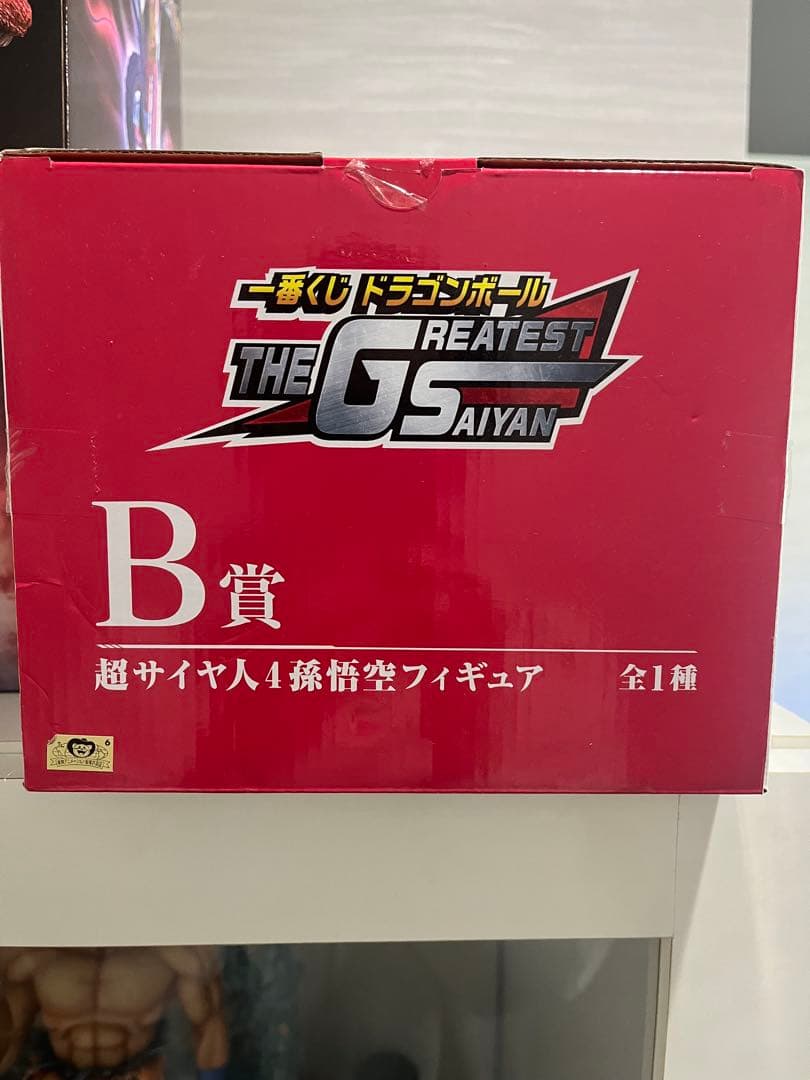 一番くじ ドラゴンボール
THE GREATEST
SAIYAN
B賞
超サイヤ人4孫悟空フィギュア 全1種
6